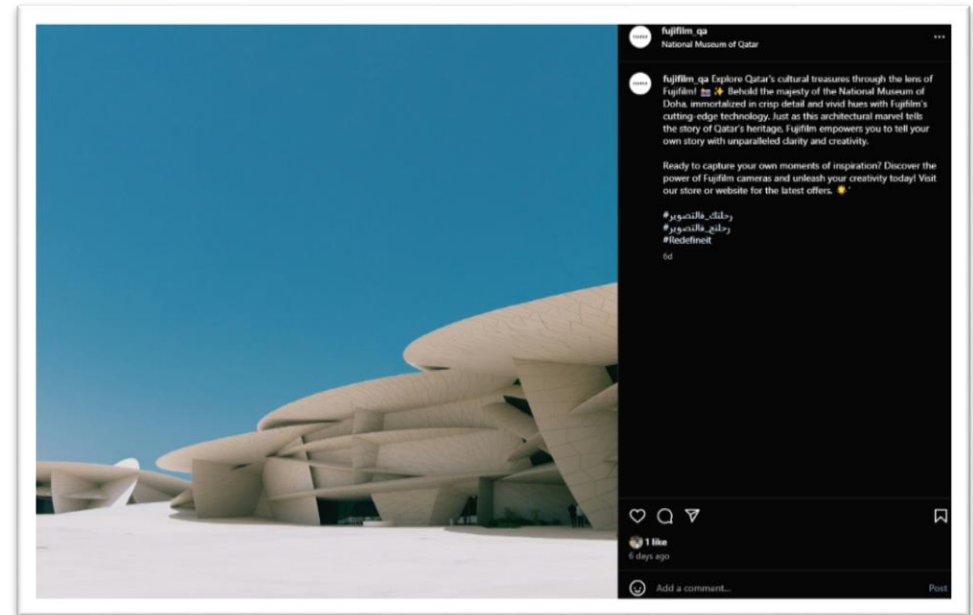 fujifilm_qa
National Museum of Qatar
fujifilm_qa Explore Qatar's cultural treasures through the lens of
Fujifilm! 📷 ✨ Behold the majesty of the National Museum of
Doha, immortalized in crisp detail and vivid hues with Fujifilm's
cutting-edge technology. Just as this architectural marvel tells
the story of Qatar's heritage, Fujifilm empowers you to tell your
own story with unparalleled clarity and creativity.
Ready to capture your own moments of inspiration? Discover the
power of Fujifilm cameras and unleash your creativity today! Visit
our store or website for the latest offers. 🌟'
#رحلتك_فالتصوير
#رحلتج_فالتصوير
#Redefineit
6d
1 like
6 days ago
Add a comment...
Post